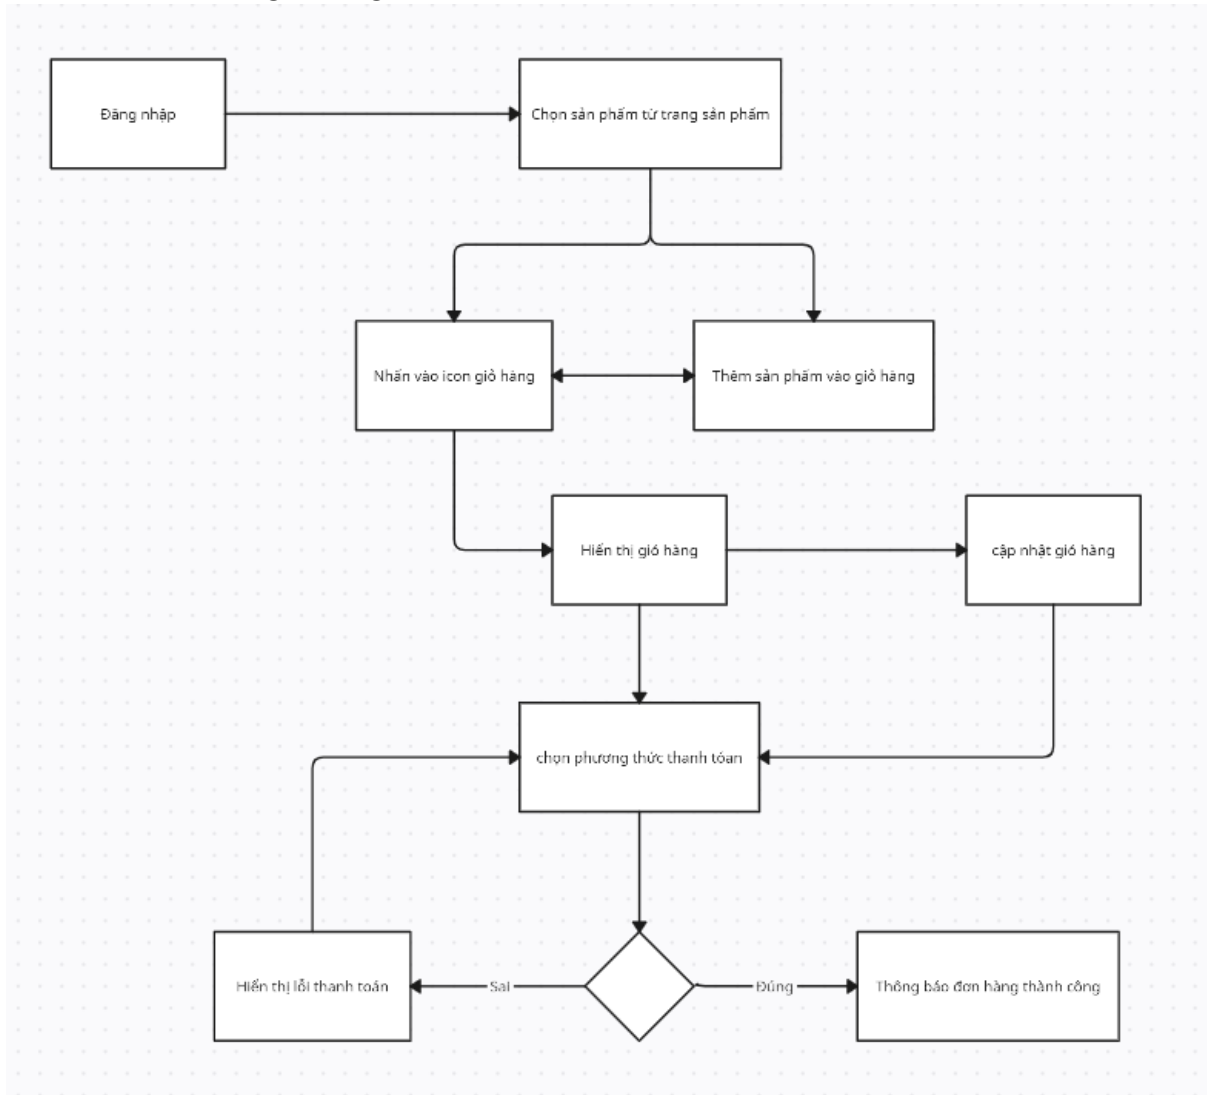 Đăng nhập
Chọn sản phẩm từ trang sản phẩm
Nhấn vào icon giỏ hàng
Thêm sản phẩm vào giỏ hàng
Hiển thị giỏ hàng
cập nhật giỏ hàng
chọn phương thức thanh tóan
Hiển thị lỗi thanh toán
Sai
Đúng
Thông báo đơn hàng thành công